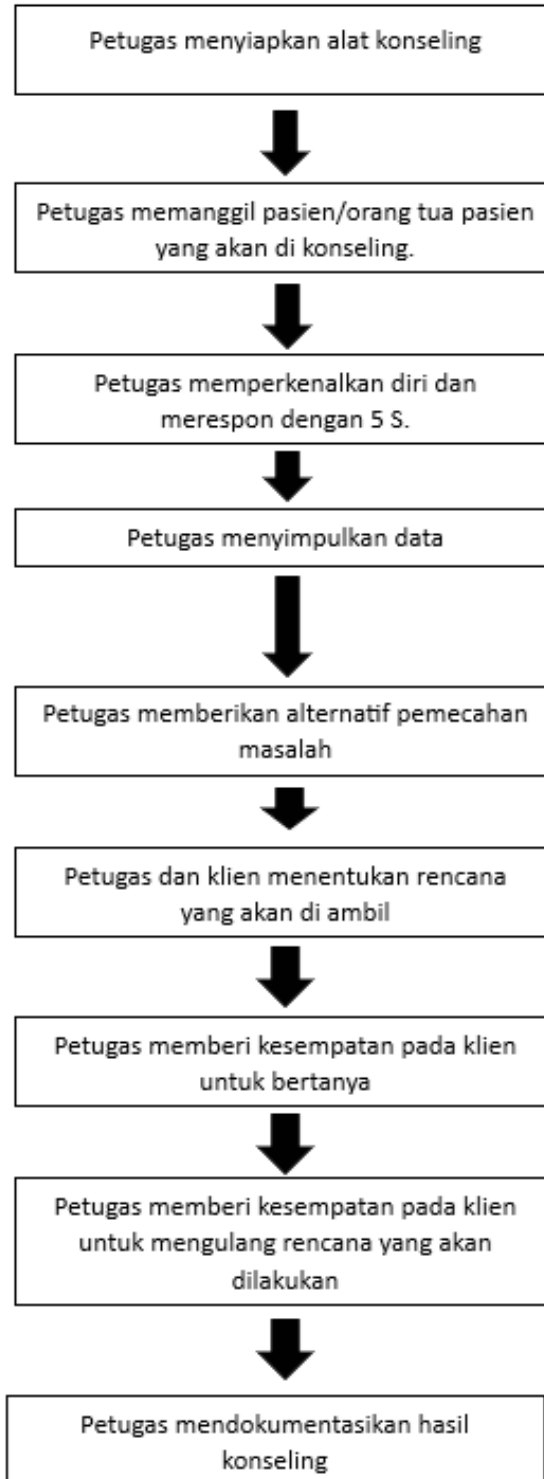 Petugas menyiapkan alat konseling
Petugas memanggil pasien/orang tua pasien
yang akan di konseling.
Petugas memperkenalkan diri dan
merespon dengan 5 S.
Petugas menyimpulkan data
Petugas memberikan alternatif pemecahan
masalah
Petugas dan klien menentukan rencana
yang akan di ambil
Petugas memberi kesempatan pada klien
untuk bertanya
Petugas memberi kesempatan pada klien
untuk mengulang rencana yang akan
dilakukan
Petugas mendokumentasikan hasil
konseling